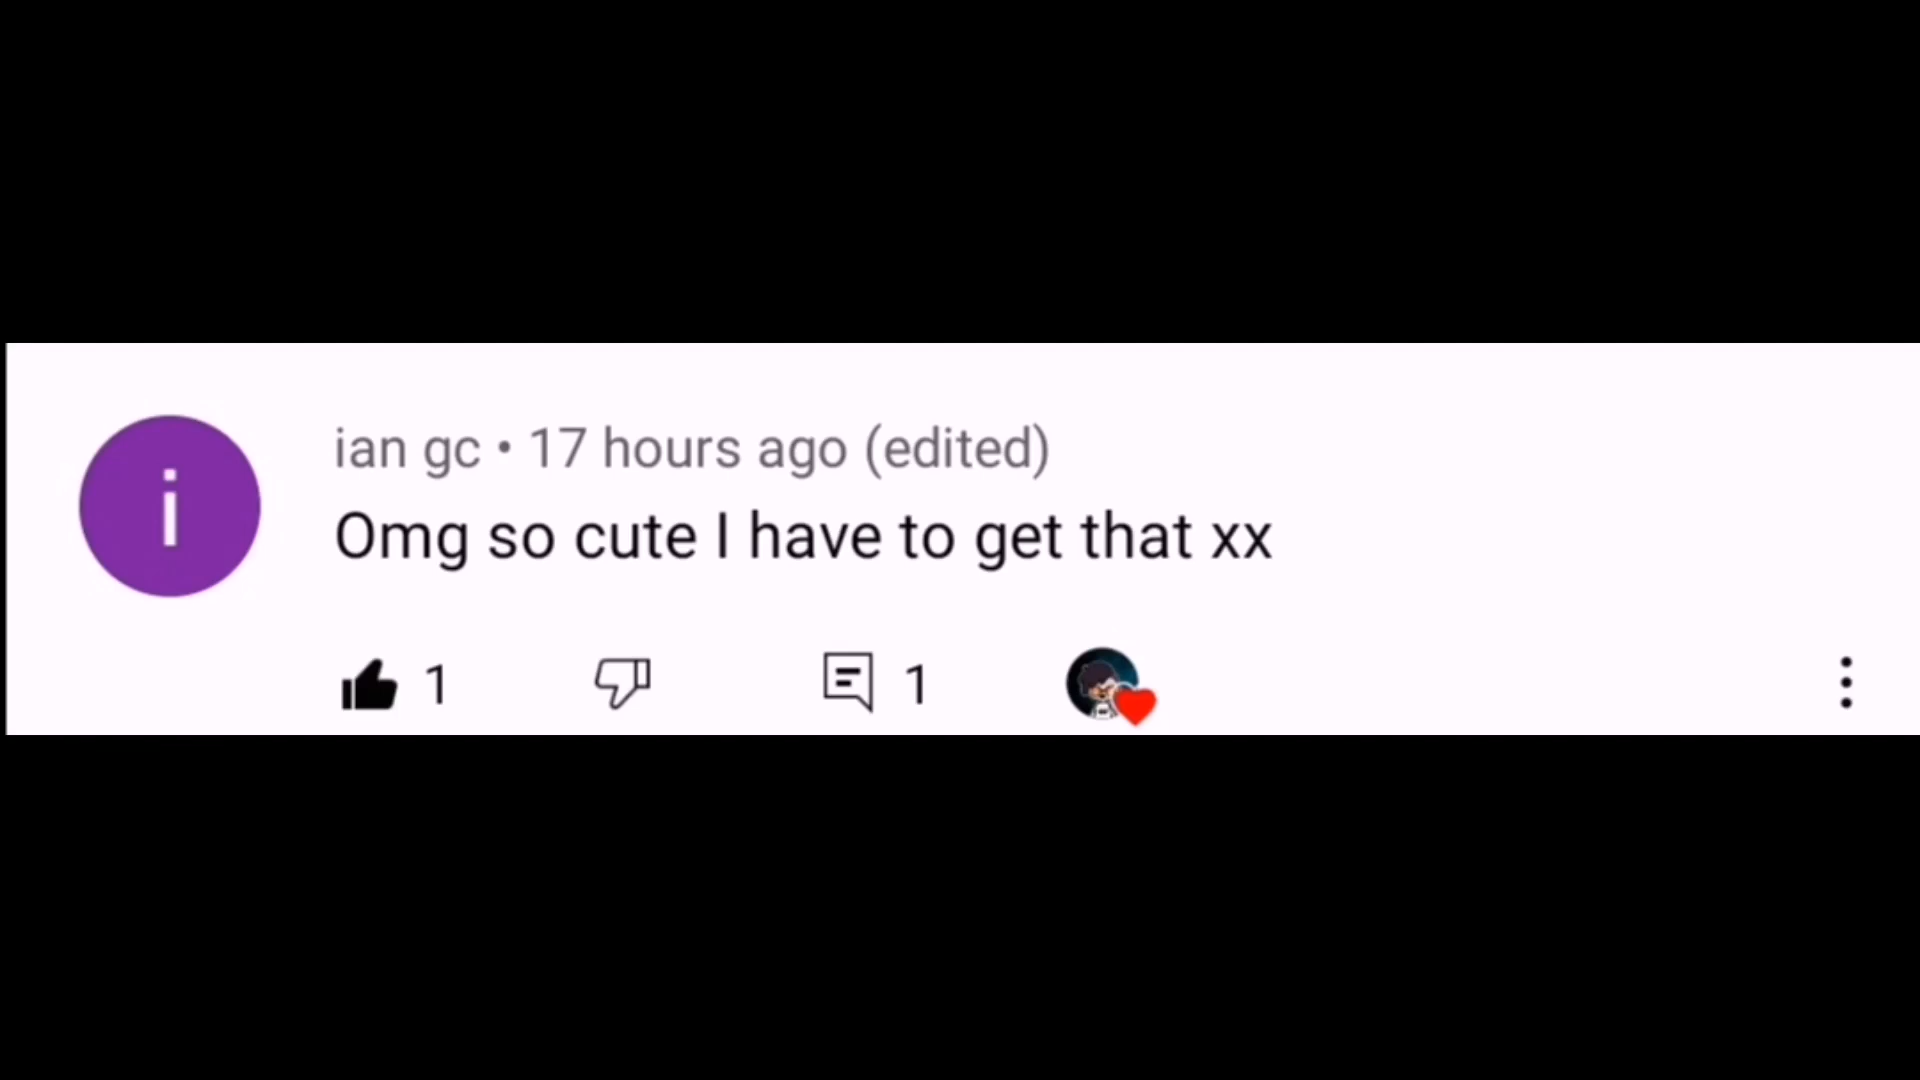 i
ian gc • 17 hours ago (edited)
Omg so cute I have to get that xx
1
1